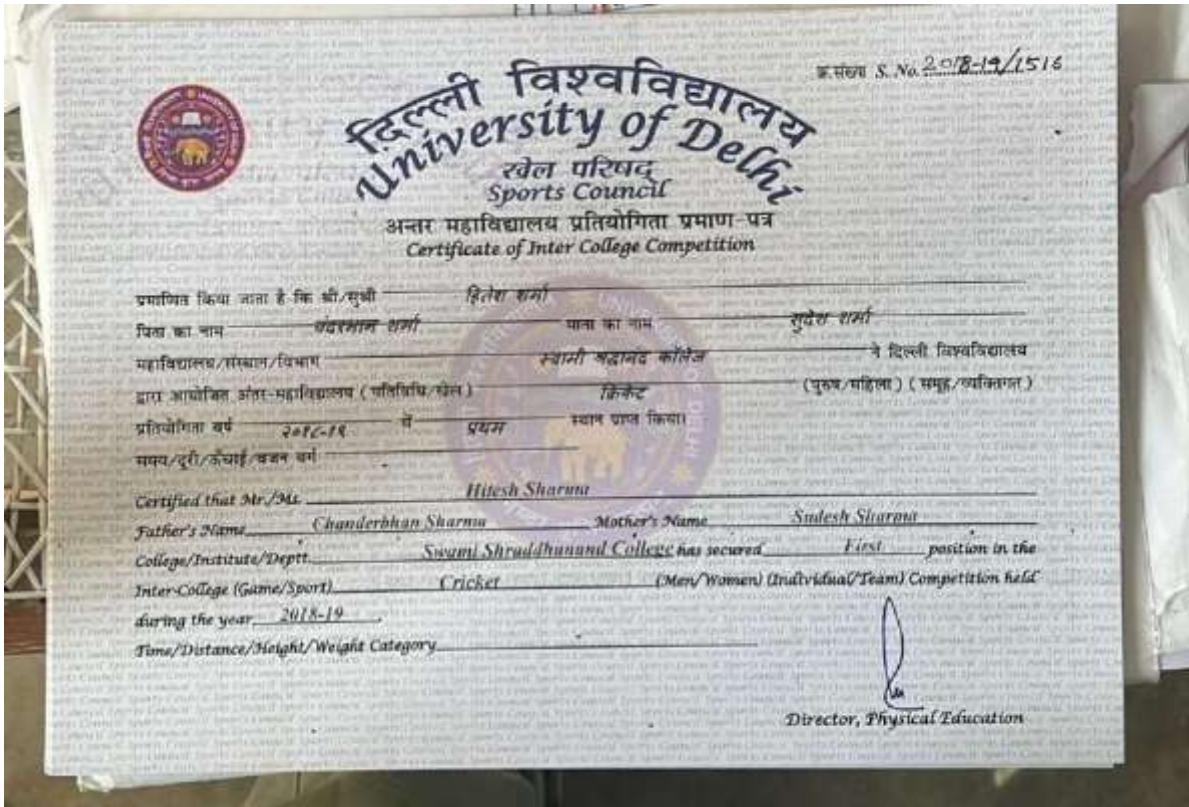 क्र.संख्या S. No. 2018-19/1516
दिल्ली विश्वविद्यालय
University of Delhi
खेल परिषद्
Sports Council
अन्तर महाविद्यालय प्रतियोगिता प्रमाण-पत्र
Certificate of Inter College Competition
प्रमाणित किया जाता है कि श्री/सुश्री हितेश शर्मा
पिता का नाम चंदरभान शर्मा माता का नाम सुदेश शर्मा
महाविद्यालय/संस्थान/विभाग स्वामी श्रद्धानंद कॉलेज ने दिल्ली विश्वविद्यालय
द्वारा आयोजित अंतर-महाविद्यालय (गतिविधि/खेल) क्रिकेट (पुरुष/महिला) (समूह/व्यक्तिगत)
प्रतियोगिता वर्ष २०१८-१९ में प्रथम स्थान प्राप्त किया।
समय/दूरी/ऊँचाई/वजन वर्ग
Certified that Mr./Ms. Hitesh Sharma
Father's Name Chanderbhan Sharma Mother's Name Sudesh Sharma
College/Institute/Deptt. Swami Shraddhanand College has secured First position in the
Inter-College (Game/Sport) Cricket (Men/Women) (Individual/Team) Competition held
during the year 2018-19.
Time/Distance/Height/Weight Category
Director, Physical Education